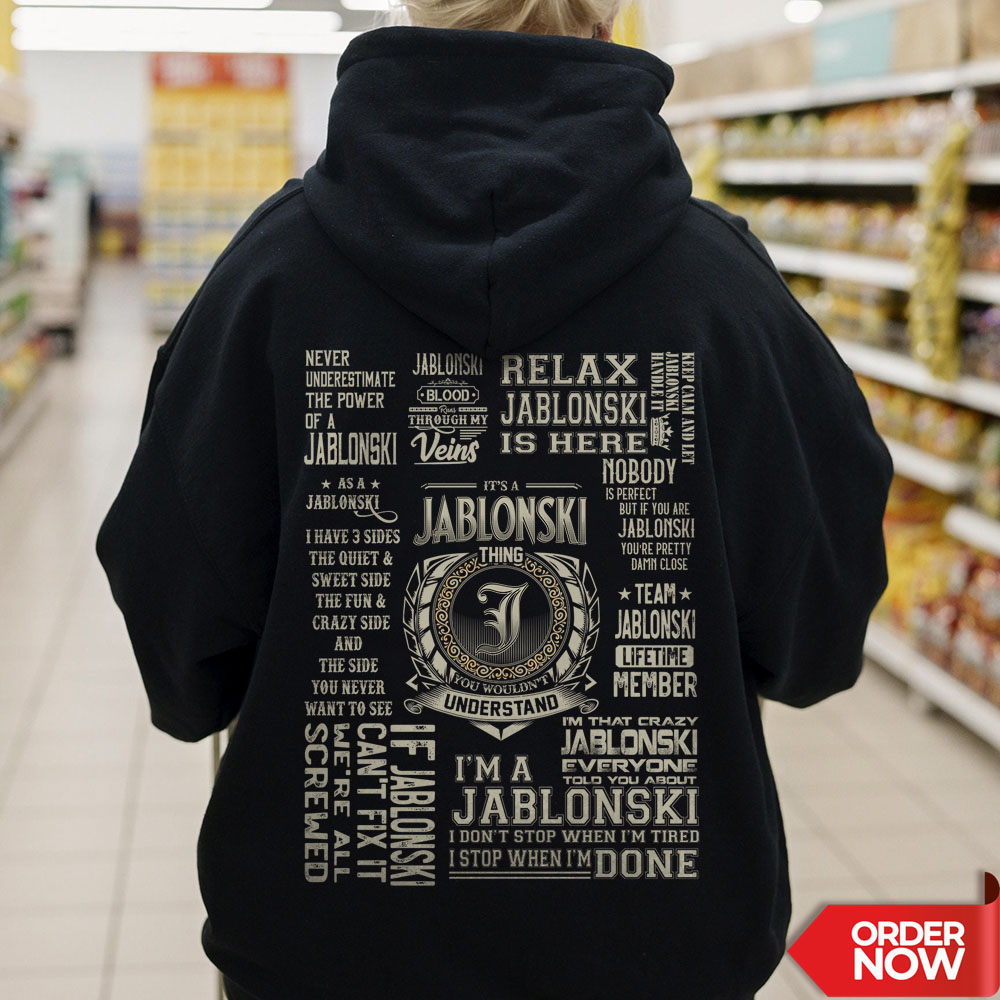 NEVER
UNDERESTIMATE
THE POWER
OF A
JABLONSKI
JABLONSKI
BLOOD
Runs
THROUGH MY
Veins
RELAX
JABLONSKI
IS HERE
KEEP CALM AND LET
JABLONSKI
HANDLE IT
NOBODY
IS PERFECT
BUT IF YOU ARE
JABLONSKI
YOU'RE PRETTY
DAMN CLOSE
AS A
JABLONSKI
I HAVE 3 SIDES
THE QUIET &
SWEET SIDE
THE FUN &
CRAZY SIDE
AND
THE SIDE
YOU NEVER
WANT TO SEE
IT'S A
JABLONSKI
THING
J
YOU WOULDN'T
UNDERSTAND
TEAM
JABLONSKI
LIFETIME
MEMBER
IF JABLONSKI
CAN'T FIX IT
WE'RE ALL
SCREWED
I'M THAT CRAZY
JABLONSKI
EVERYONE
TOLD YOU ABOUT
I'M A
JABLONSKI
I DON'T STOP WHEN I'M TIRED
I STOP WHEN I'M DONE
ORDER
NOW